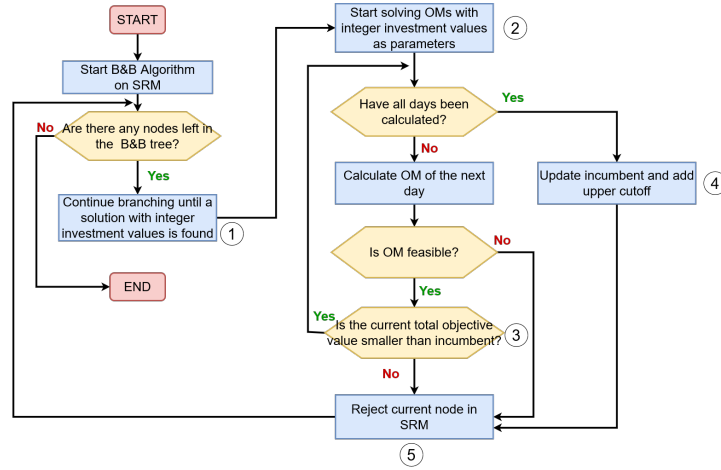 START
Start B&B Algorithm
on SRM
Are there any nodes left in
the B&B tree?
No
Yes
Continue branching until a
solution with integer
investment values is found
1
END
Start solving OMs with
integer investment values
as parameters
2
Have all days been
calculated?
Yes
No
Calculate OM of the next
day
Update incumbent and add
upper cutoff
4
Is OM feasible?
No
Yes
Is the current total objective
value smaller than incumbent?
Yes
3
No
Reject current node in
SRM
5